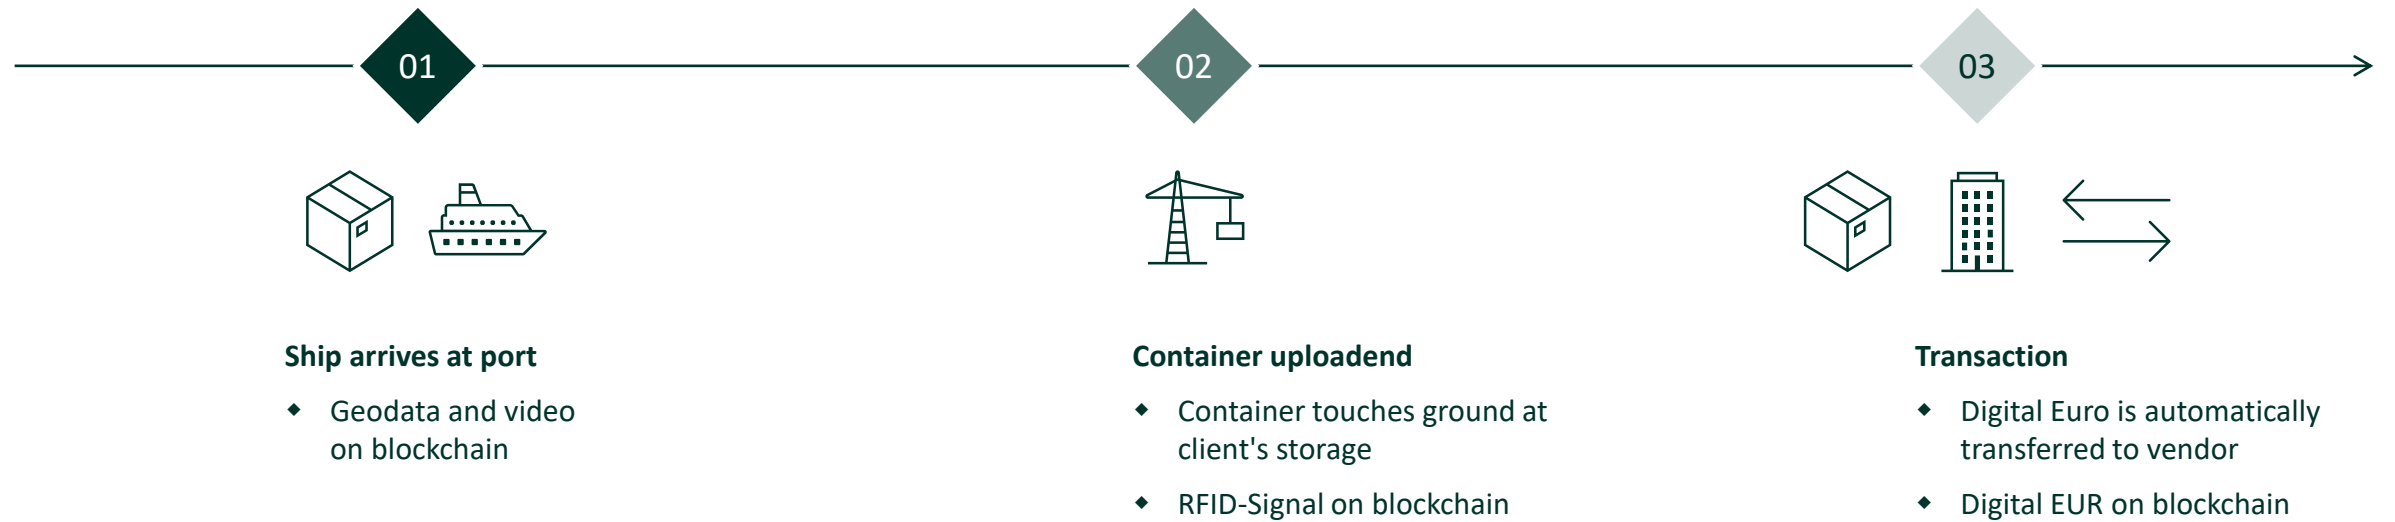 01
02
03
Ship arrives at port
◆ Geodata and video
on blockchain
Container uploadend
◆ Container touches ground at
client's storage
◆ RFID-Signal on blockchain
Transaction
◆ Digital Euro is automatically
transferred to vendor
◆ Digital EUR on blockchain